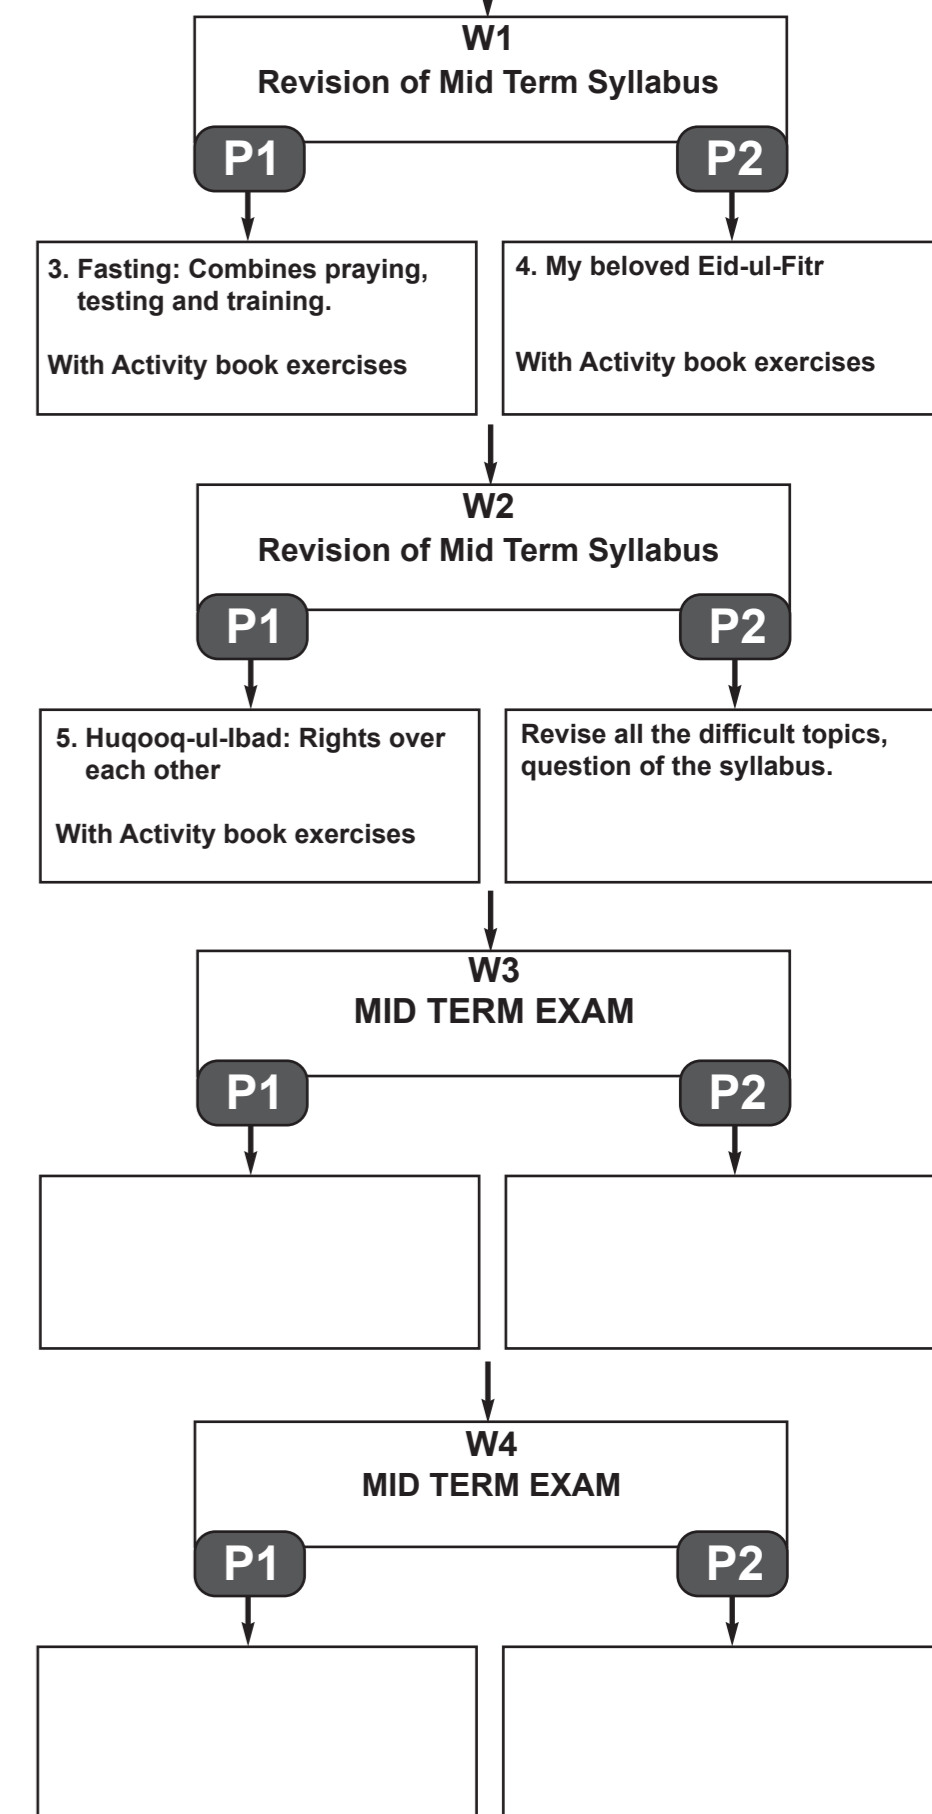 W1
Revision of Mid Term Syllabus
P1
P2
3. Fasting: Combines praying,
testing and training.
With Activity book exercises
4. My beloved Eid-ul-Fitr
With Activity book exercises
W2
Revision of Mid Term Syllabus
P1
P2
5. Huqooq-ul-Ibad: Rights over
each other
With Activity book exercises
Revise all the difficult topics,
question of the syllabus.
W3
MID TERM EXAM
P1
P2
W4
MID TERM EXAM
P1
P2